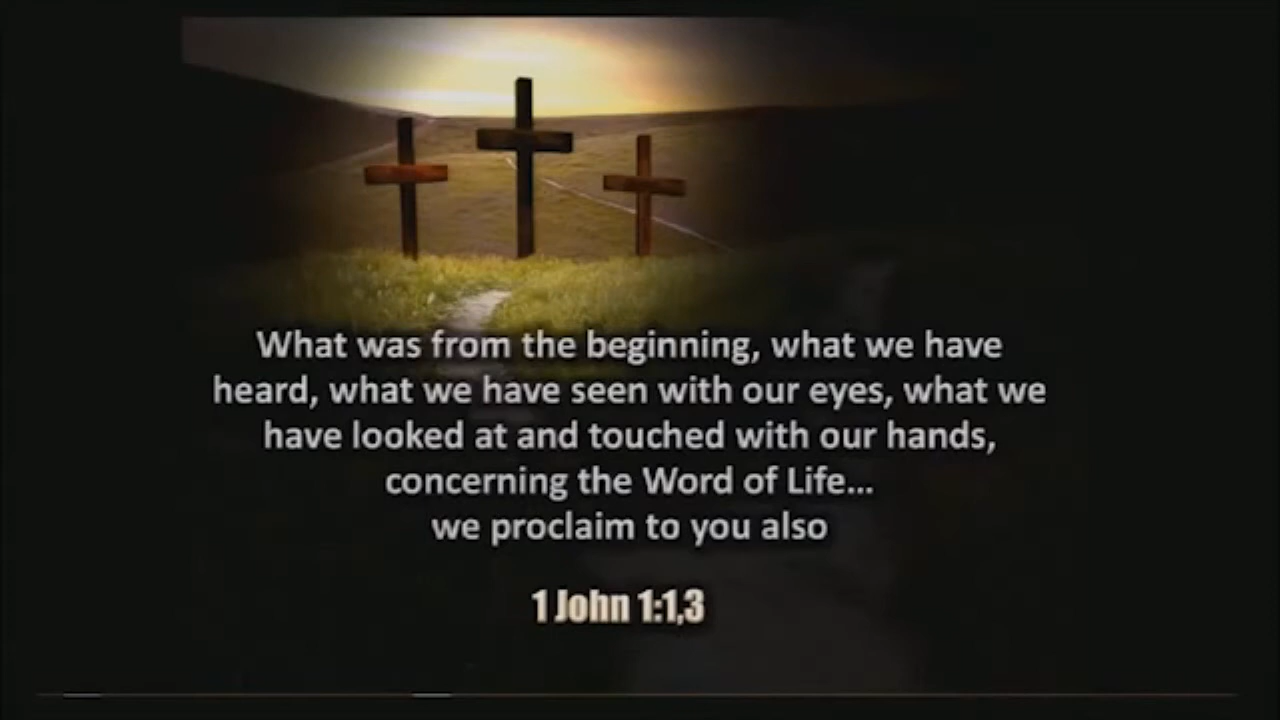 What was from the beginning, what we have
heard, what we have seen with our eyes, what we
have looked at and touched with our hands,
concerning the Word of Life...
we proclaim to you also
1 John 1:1,3